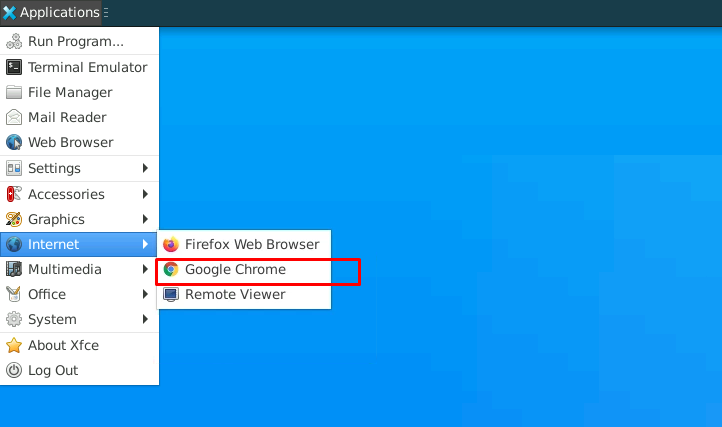 Applications
Run Program...
Terminal Emulator
File Manager
Mail Reader
Web Browser
Settings
Accessories
Graphics
Internet
Multimedia
Office
System
About Xfce
Log Out
Firefox Web Browser
Google Chrome
Remote Viewer